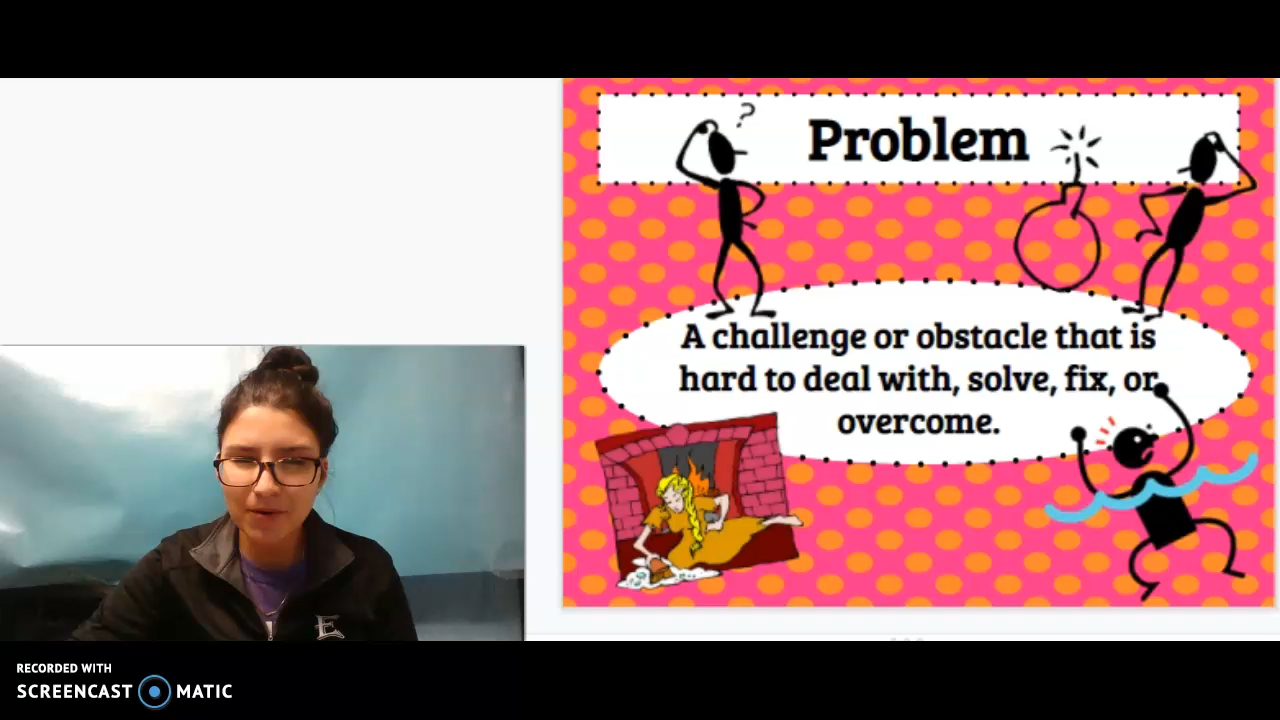 ?
Problem
A challenge or obstacle that is
hard to deal with, solve, fix, or
overcome.
E
RECORDED WITH
SCREENCAST MATIC